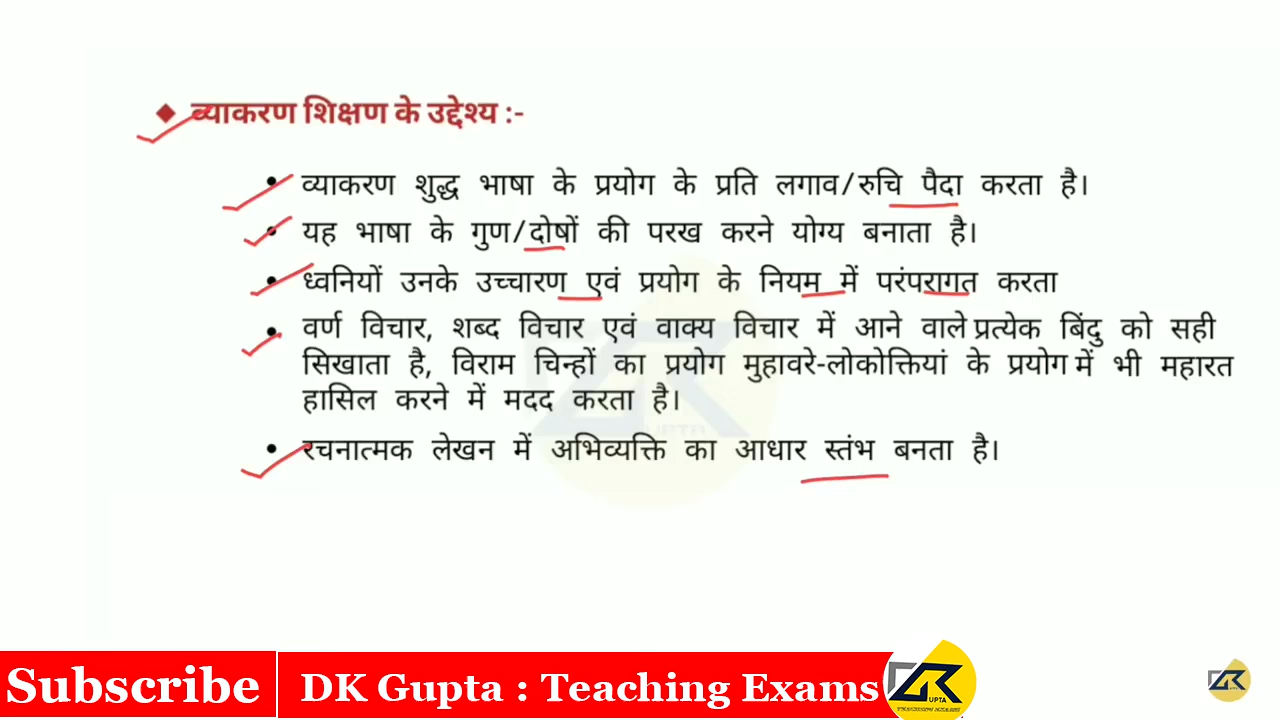 ◆ व्याकरण शिक्षण के उद्देश्य :-
• व्याकरण शुद्ध भाषा के प्रयोग के प्रति लगाव/रुचि पैदा करता है।
• यह भाषा के गुण/दोषों की परख करने योग्य बनाता है।
• ध्वनियों उनके उच्चारण एवं प्रयोग के नियम में परंपरागत करता
• वर्ण विचार, शब्द विचार एवं वाक्य विचार में आने वाले प्रत्येक बिंदु को सही
सिखाता है, विराम चिन्हों का प्रयोग मुहावरे-लोकोक्तियां के प्रयोग में भी महारत
हासिल करने में मदद करता है।
• रचनात्मक लेखन में अभिव्यक्ति का आधार स्तंभ बनता है।
Subscribe DK Gupta : Teaching Exams